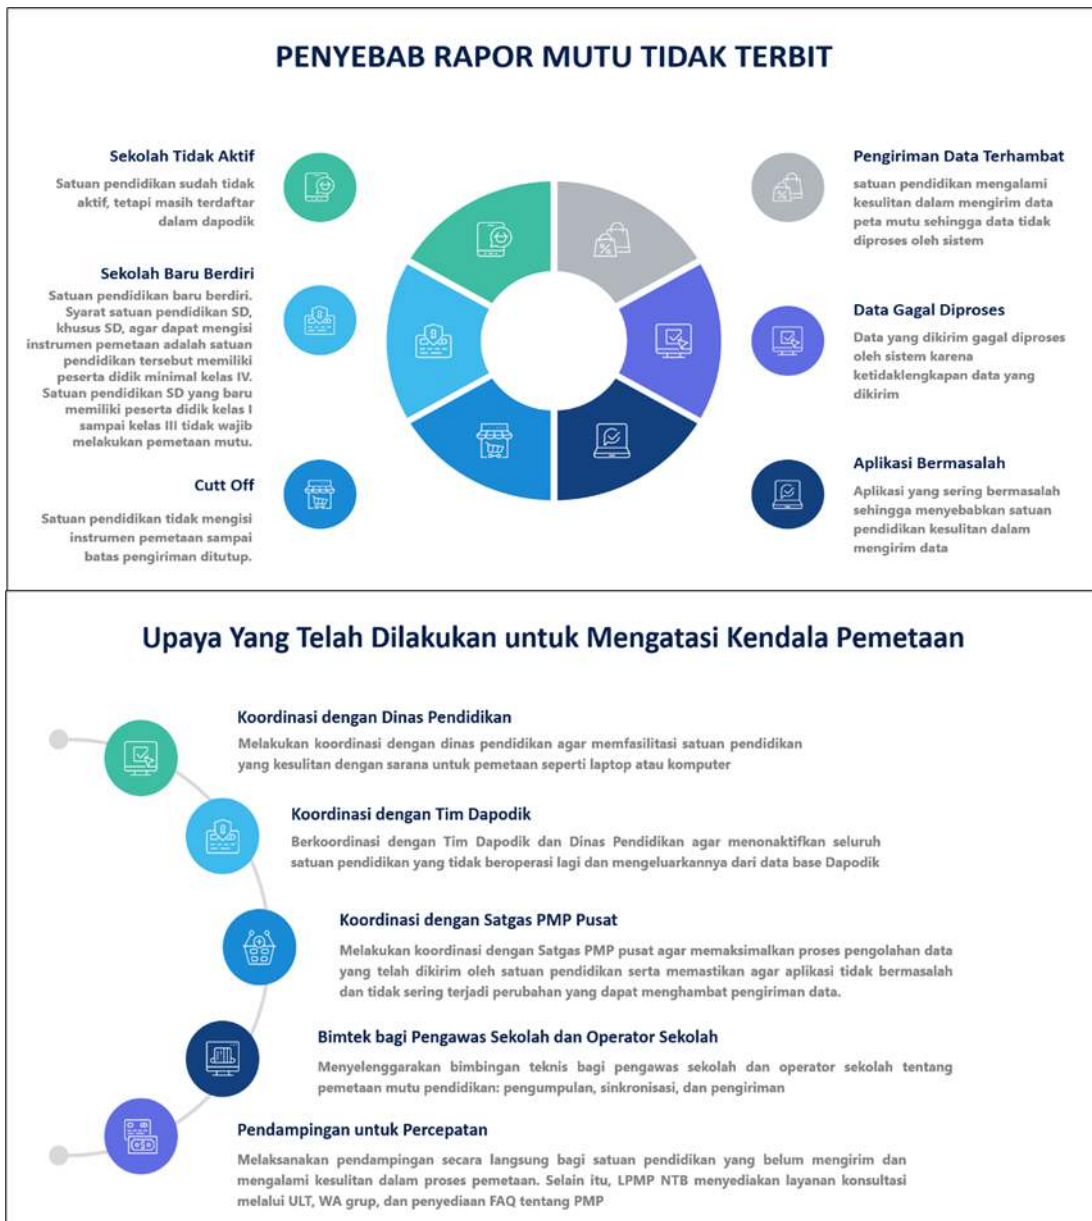 PENYEBAB RAPOR MUTU TIDAK TERBIT
Sekolah Tidak Aktif
Satuan pendidikan sudah tidak
aktif, tetapi masih terdaftar
dalam dapodik
Sekolah Baru Berdiri
Satuan pendidikan baru berdiri.
Syarat satuan pendidikan SD,
khusus SD, agar dapat mengisi
instrumen pemetaan adalah satuan
pendidikan tersebut memiliki
peserta didik minimal kelas IV.
Satuan pendidikan SD yang baru
memiliki peserta didik kelas I
sampai kelas III tidak wajib
melakukan pemetaan mutu.
Cutt Off
Satuan pendidikan tidak mengisi
instrumen pemetaan sampai
batas pengiriman ditutup.
Pengiriman Data Terhambat
satuan pendidikan mengalami
kesulitan dalam mengirim data
peta mutu sehingga data tidak
diproses oleh sistem
Data Gagal Diproses
Data yang dikirim gagal diproses
oleh sistem karena
ketidaklengkapan data yang
dikirim
Aplikasi Bermasalah
Aplikasi yang sering bermasalah
sehingga menyebabkan satuan
pendidikan kesulitan dalam
mengirim data
Upaya Yang Telah Dilakukan untuk Mengatasi Kendala Pemetaan
Koordinasi dengan Dinas Pendidikan
Melakukan koordinasi dengan dinas pendidikan agar memfasilitasi satuan pendidikan
yang kesulitan dengan sarana untuk pemetaan seperti laptop atau komputer
Koordinasi dengan Tim Dapodik
Berkoordinasi dengan Tim Dapodik dan Dinas Pendidikan agar menonaktifkan seluruh
satuan pendidikan yang tidak beroperasi lagi dan mengeluarkannya dari data base Dapodik
Koordinasi dengan Satgas PMP Pusat
Melakukan koordinasi dengan Satgas PMP pusat agar memaksimalkan proses pengolahan data
yang telah dikirim oleh satuan pendidikan serta memastikan agar aplikasi tidak bermasalah
dan tidak sering terjadi perubahan yang dapat menghambat pengiriman data.
Bimtek bagi Pengawas Sekolah dan Operator Sekolah
Menyelenggarakan bimbingan teknis bagi pengawas sekolah dan operator sekolah tentang
pemetaan mutu pendidikan: pengumpulan, sinkronisasi, dan pengiriman
Pendampingan untuk Percepatan
Melaksanakan pendampingan secara langsung bagi satuan pendidikan yang belum mengirim dan
mengalami kesulitan dalam proses pemetaan. Selain itu, LPMP NTB menyediakan layanan konsultasi
melalui ULT, WA grup, dan penyediaan FAQ tentang PMP